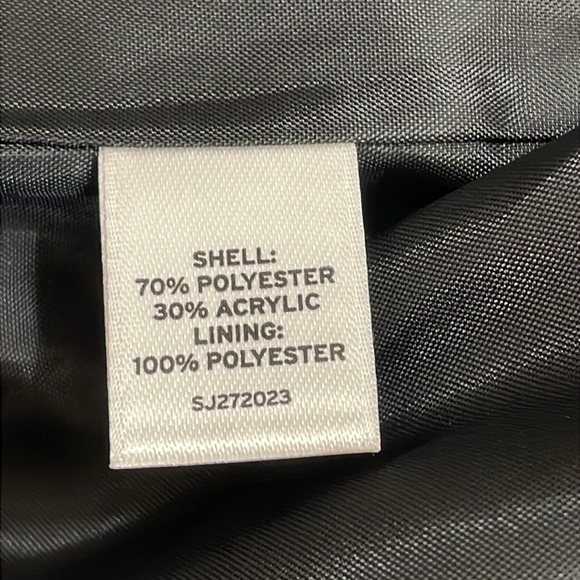 SHELL:
70% POLYESTER
30% ACRYLIC
LINING:
100% POLYESTER
SJ272023